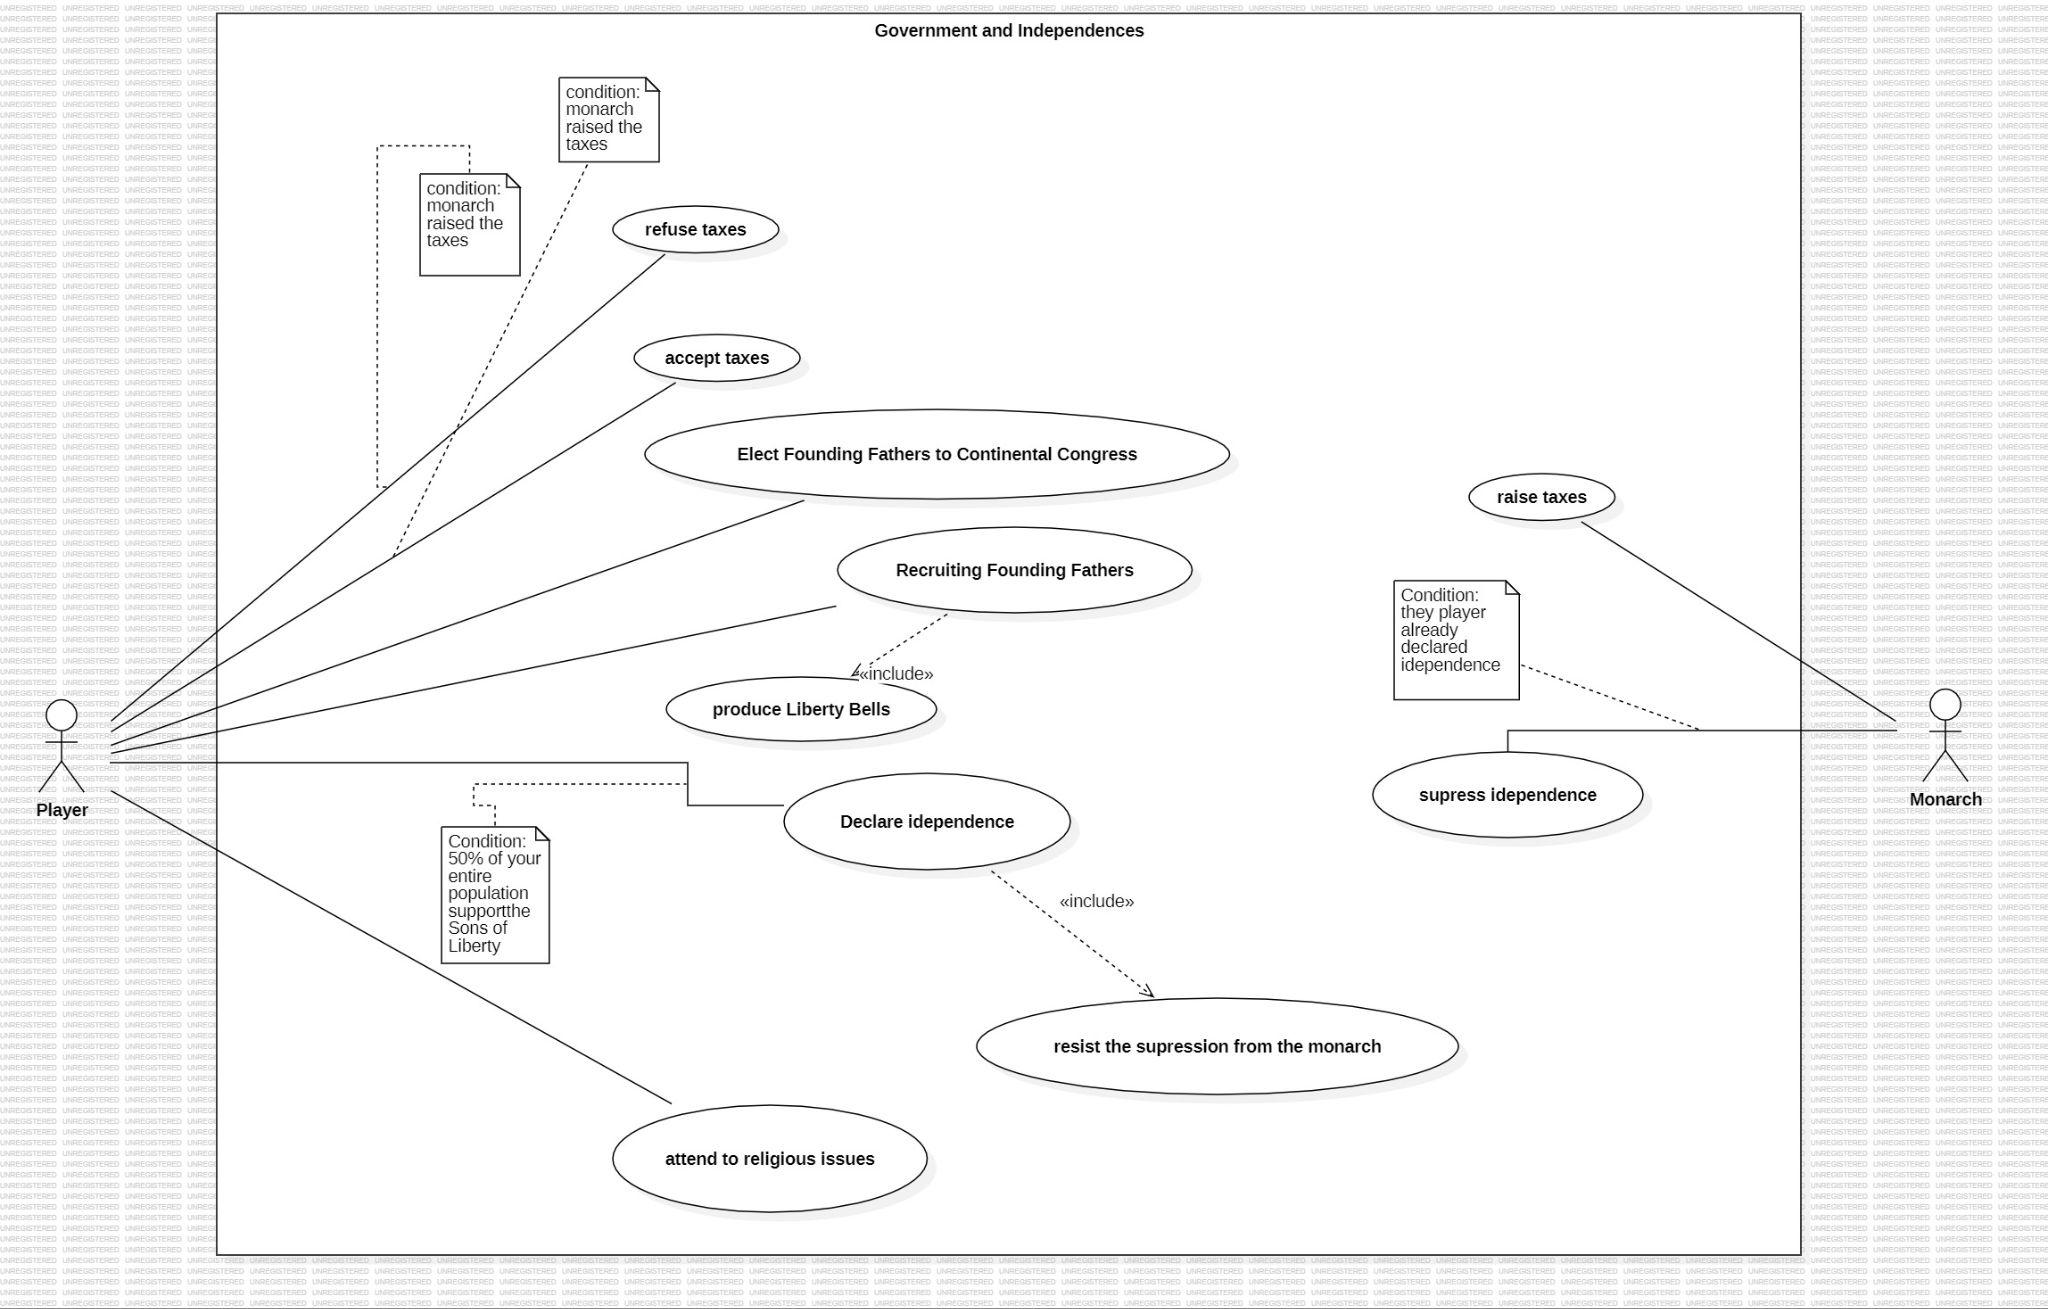 Government and Independences
condition:
monarch
raised the
taxes
condition:
monarch
raised the
taxes
refuse taxes
accept taxes
Elect Founding Fathers to Continental Congress
raise taxes
Recruiting Founding Fathers
Condition:
they player
already
declared
idependence
«include»
produce Liberty Bells
Player
Monarch
supress idependence
Declare idependence
Condition:
50% of your
entire
population
supportthe
Sons of
Liberty
«include»
resist the supression from the monarch
attend to religious issues
UNREGISTERED